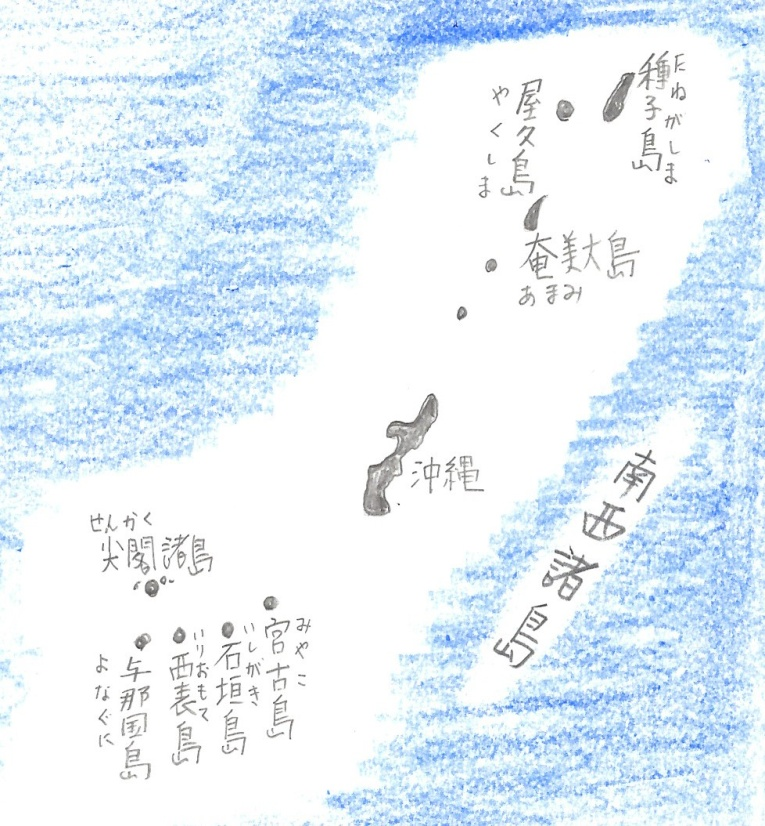 種子島
たねがしま
屋久島
やくしま
奄美大島
あまみ
沖縄
南西諸島
せんかく
尖閣諸島
みやこ
宮古島
いしがき
石垣島
いりおもて
西表島
与那国島
よなぐに